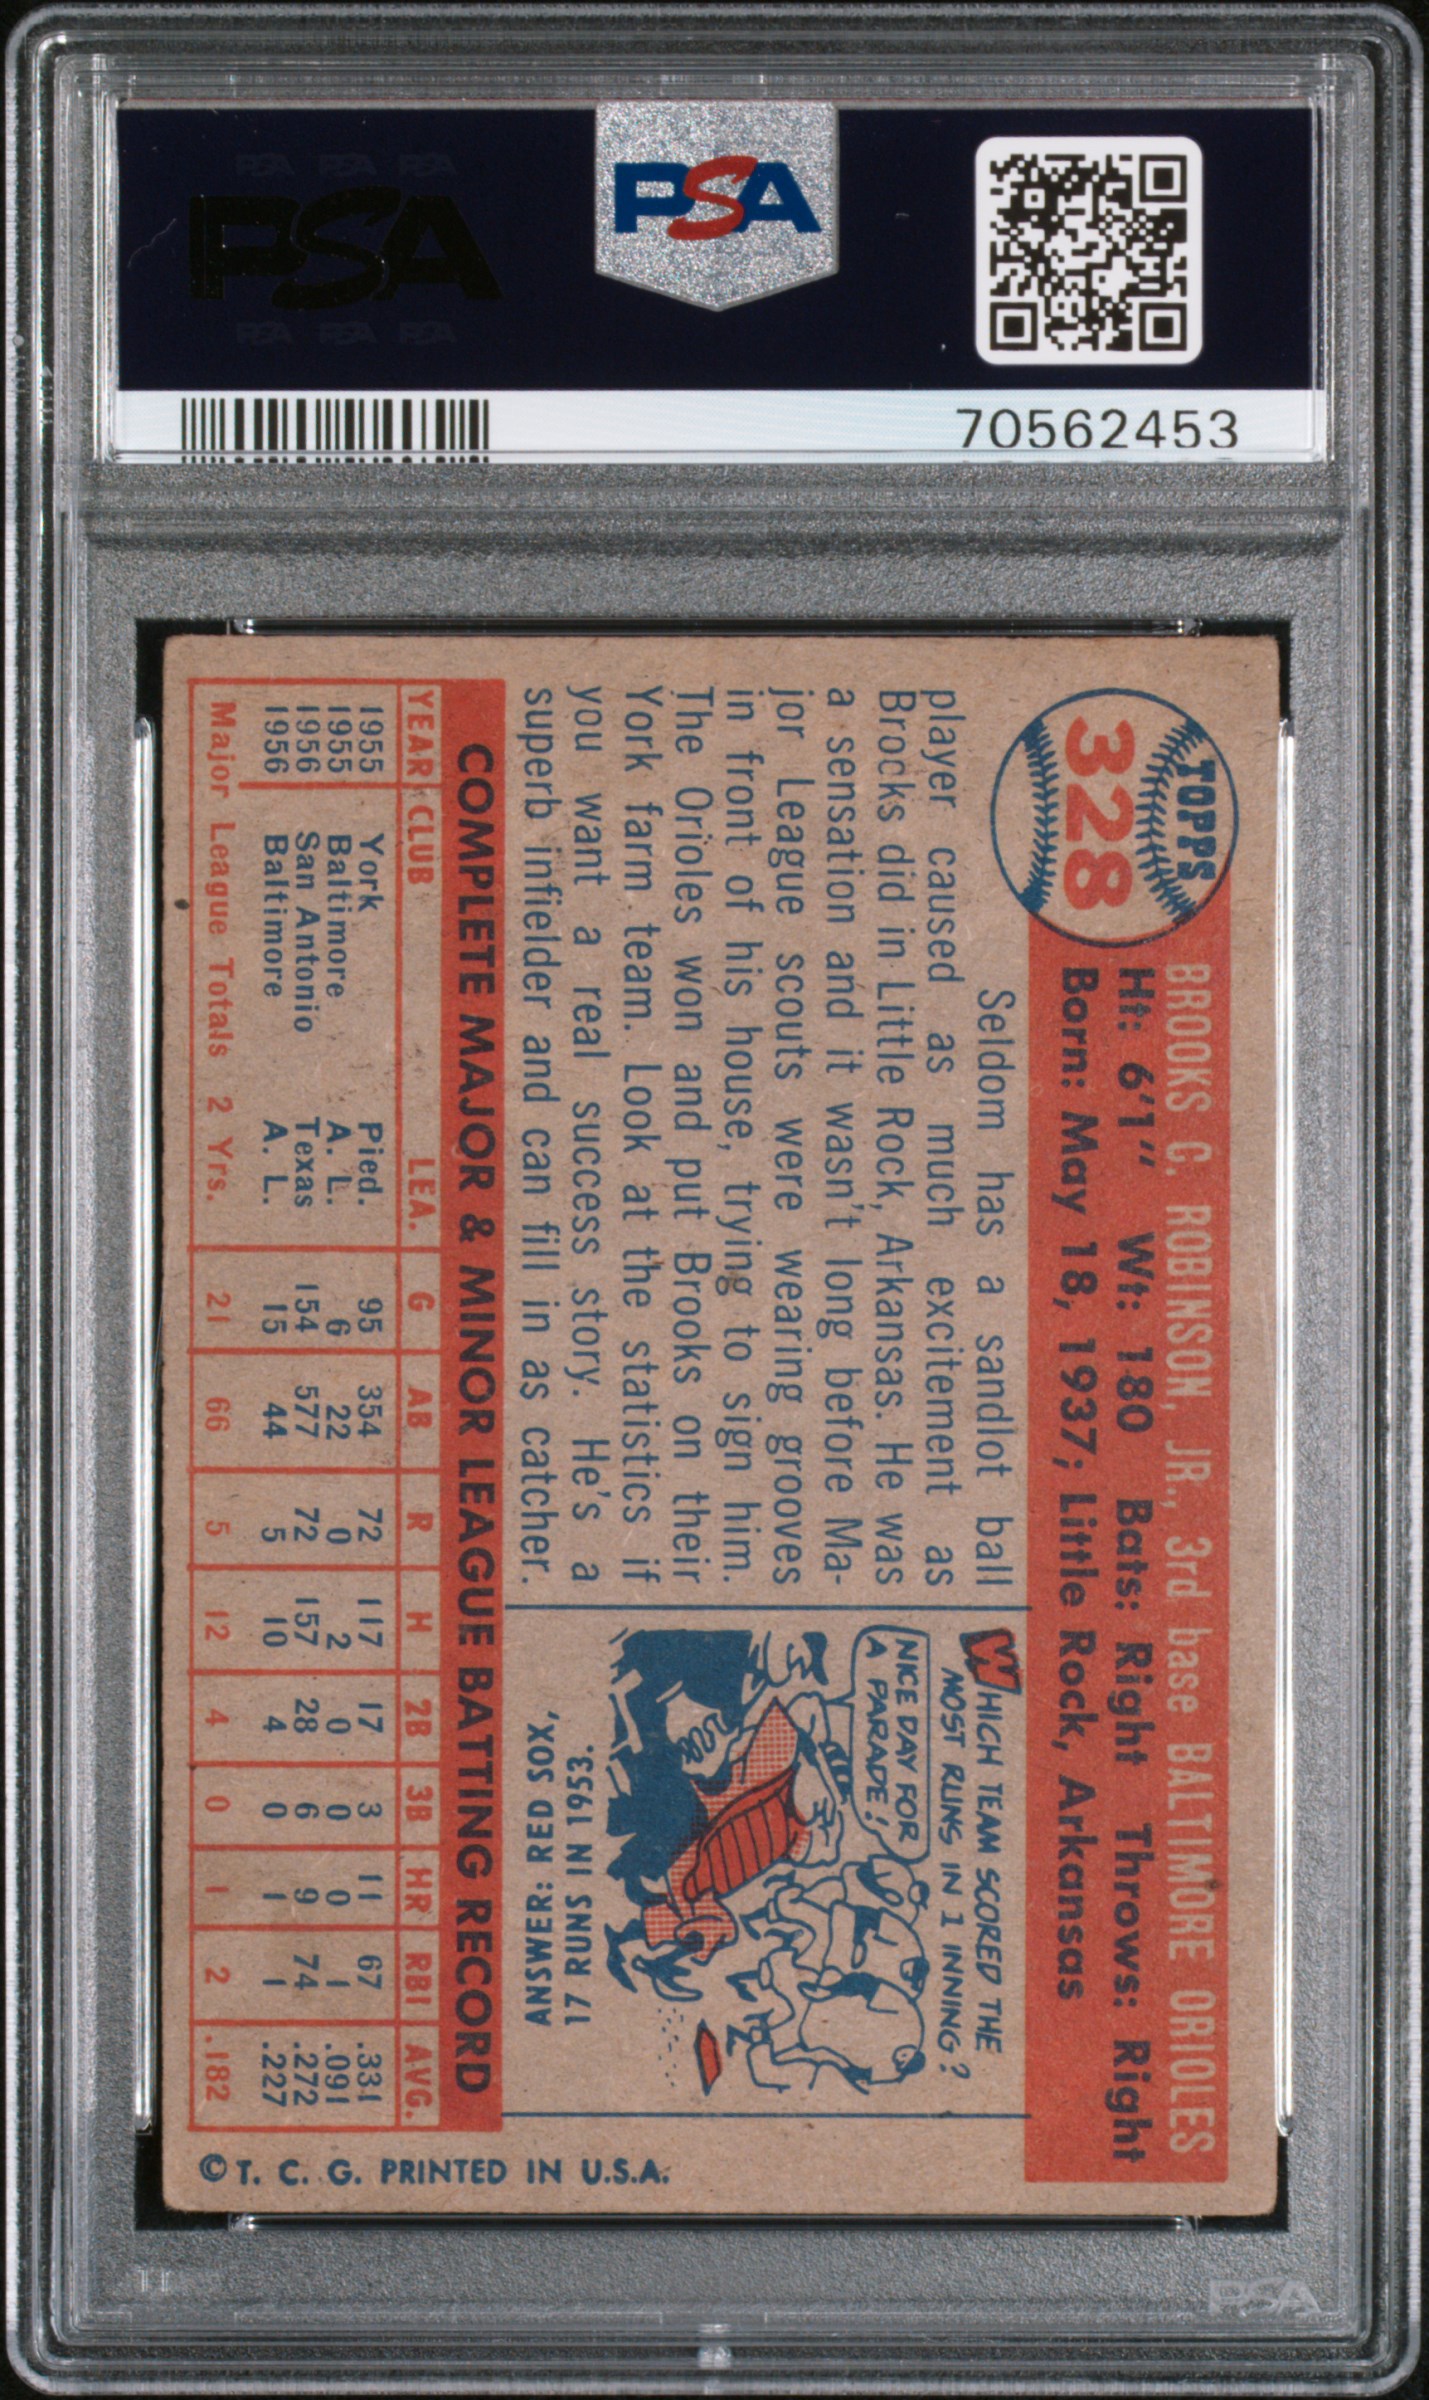 PSA PSA PSA
PSA
PSA PSA PSA
PSA
70562453
TOPPS
328
BROOKS C. ROBINSON, JR., 3rd base BALTIMORE ORIOLES
Ht: 6'1" Wt: 180 Bats: Right Throws: Right
Born: May 18, 1937; Little Rock, Arkansas
Seldom has a sandlot ball
player caused as much excitement as
Brocks did in Little Rock, Arkansas. He was
a sensation and it wasn't long before Ma-
jor League scouts were wearing grooves
in front of his house, trying to sign him.
The Orioles won and put Brooks on their
York farm team. Look at the statistics if
you want a real success story. He's a
superb infielder and can fill in as catcher.
WHICH TEAM SCORED THE
MOST RUNS IN 1 INNING?
NICE DAY FOR
A PARADE!
ANSWER: RED SOX,
17 RUNS IN 1953.
COMPLETE MAJOR & MINOR LEAGUE BATTING RECORD
YEAR CLUB LEA. G AB R H 2B 3B HR RBI AVG.
1955 York Pied. 95 354 72 117 17 3 11 67 .331
1955 Baltimore A. L. 6 22 0 2 0 0 0 1 .091
1956 San Antonio Texas 154 577 72 157 28 6 9 74 .272
1956 Baltimore A. L. 15 44 5 10 4 0 1 1 .227
Major League Totals 2 Yrs. 21 66 5 12 4 0 1 2 .182
© T. C. G. PRINTED IN U.S.A.
PSA